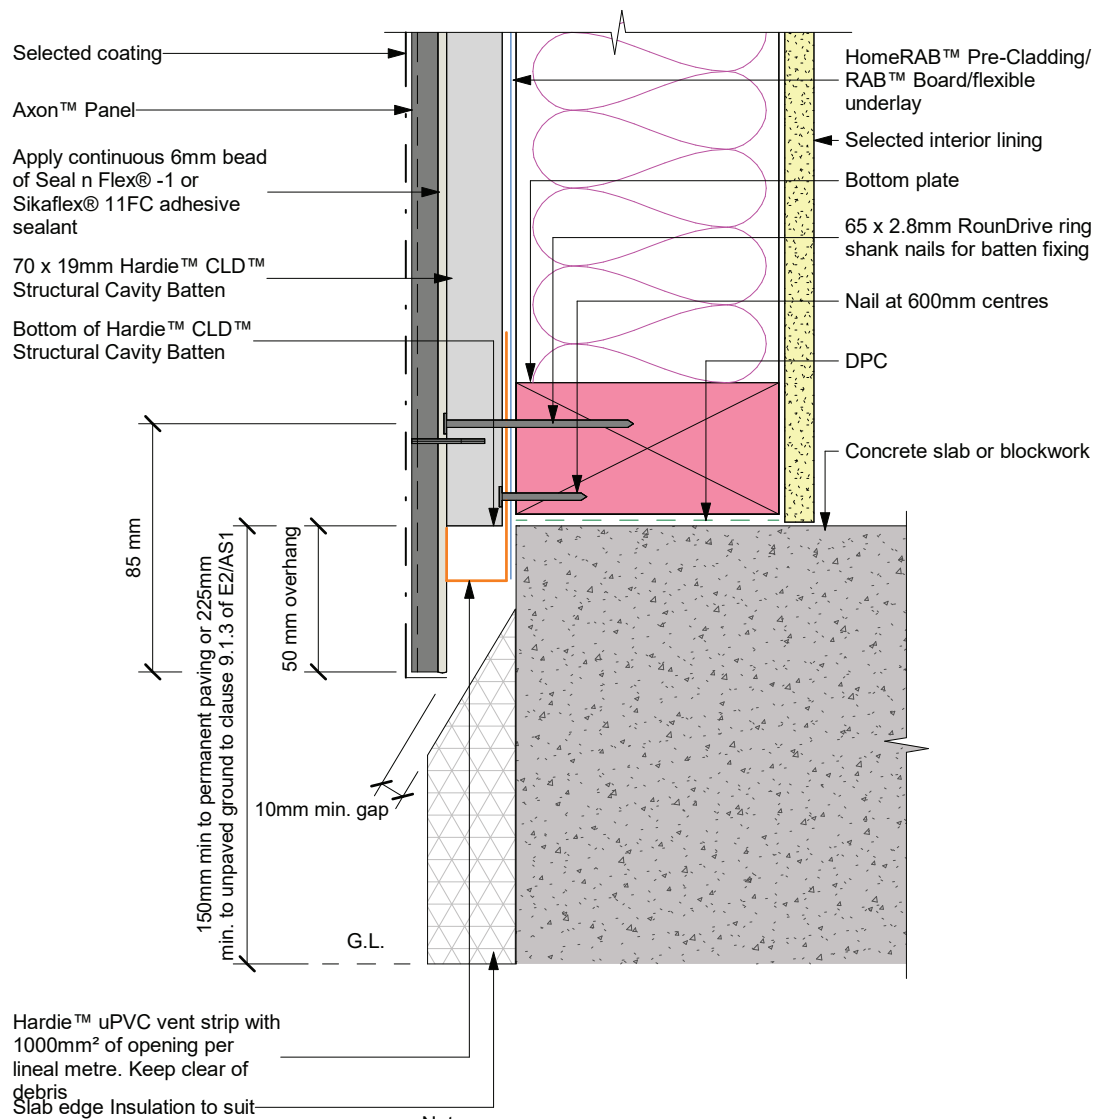 Selected coating
Axon™ Panel
Apply continuous 6mm bead
of Seal n Flex® -1 or
Sikaflex® 11FC adhesive
sealant
70 x 19mm Hardie™ CLD™
Structural Cavity Batten
Bottom of Hardie™ CLD™
Structural Cavity Batten
HomeRAB™ Pre-Cladding/
RAB™ Board/flexible
underlay
Selected interior lining
Bottom plate
65 x 2.8mm RounDrive ring
shank nails for batten fixing
Nail at 600mm centres
DPC
Concrete slab or blockwork
85 mm
150mm min to permanent paving or 225mm
min. to unpaved ground to clause 9.1.3 of E2/AS1
50 mm overhang
10mm min. gap
G.L.
Hardie™ uPVC vent strip with
1000mm² of opening per
lineal metre. Keep clear of
debris
Slab edge Insulation to suit